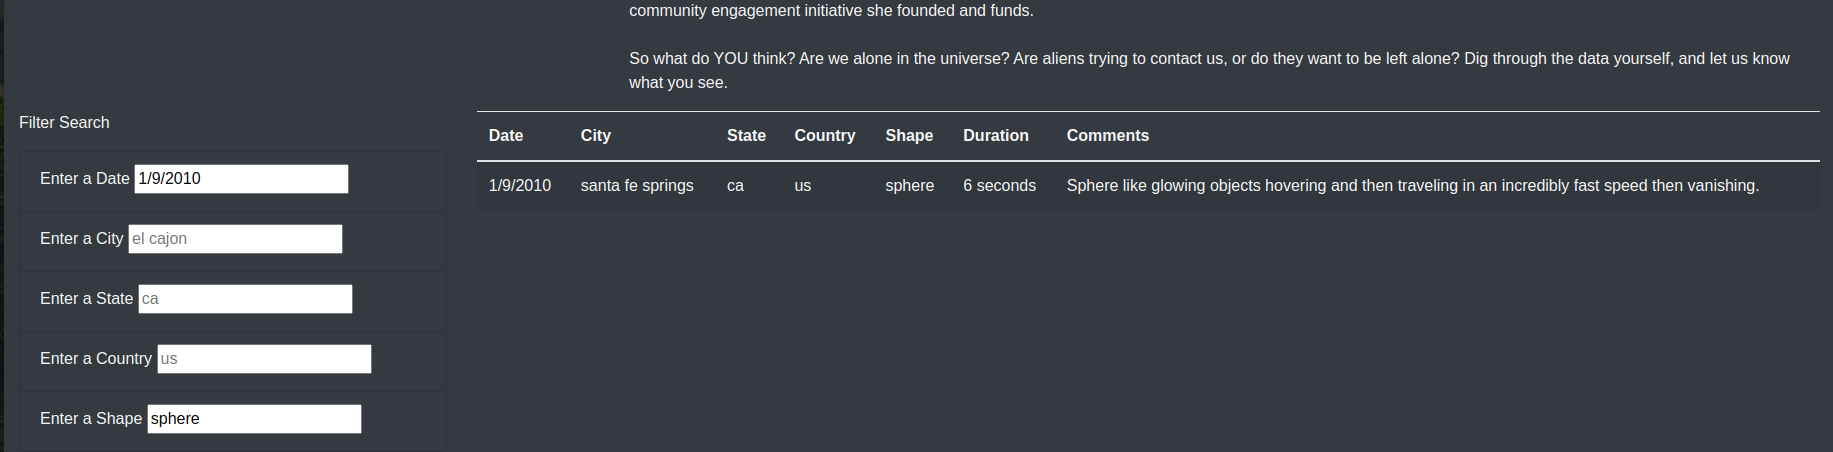 community engagement initiative she founded and funds.
So what do YOU think? Are we alone in the universe? Are aliens trying to contact us, or do they want to be left alone? Dig through the data yourself, and let us know
what you see.
Filter Search
Enter a Date 1/9/2010
Enter a City el cajon
Enter a State ca
Enter a Country us
Enter a Shape sphere
Date City State Country Shape Duration Comments
1/9/2010 santa fe springs ca us sphere 6 seconds Sphere like glowing objects hovering and then traveling in an incredibly fast speed then vanishing.